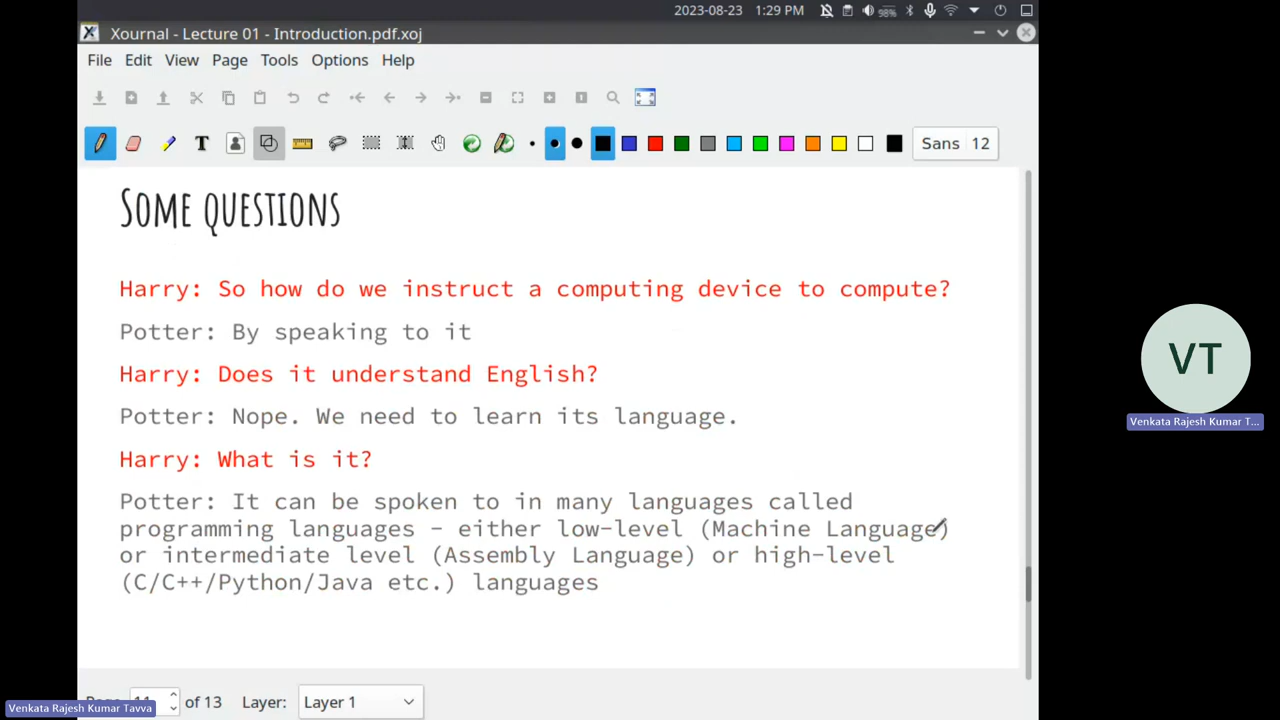 2023-08-23 1:29 PM 98%
Xournal - Lecture 01 - Introduction.pdf.xoj
File Edit View Page Tools Options Help
Sans 12
Some questions
Harry: So how do we instruct a computing device to compute?
Potter: By speaking to it
Harry: Does it understand English?
Potter: Nope. We need to learn its language.
Harry: What is it?
Potter: It can be spoken to in many languages called
programming languages - either low-level (Machine Language)
or intermediate level (Assembly Language) or high-level
(C/C++/Python/Java etc.) languages
VT
Venkata Rajesh Kumar T...
Page 11 of 13 Layer: Layer 1
Venkata Rajesh Kumar Tavva